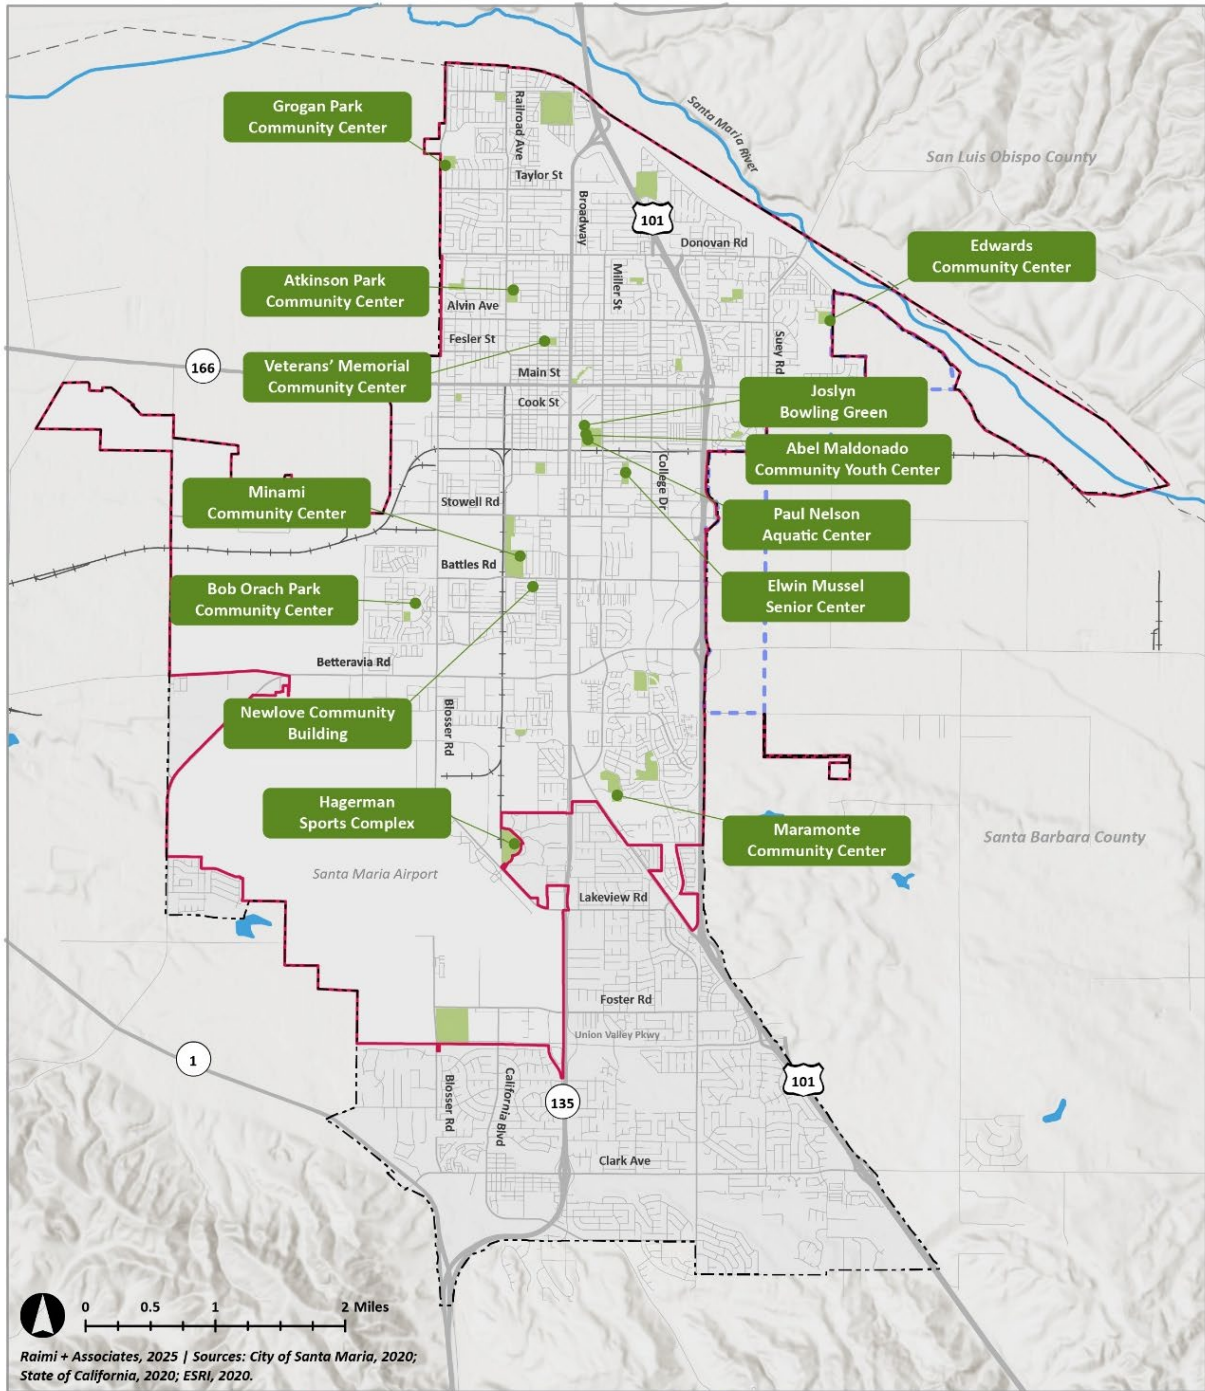 Grogan Park
Community Center
Railroad Ave
Taylor St
Broadway
Santa Maria River
San Luis Obispo County
101
Donovan Rd
Edwards
Community Center
Atkinson Park
Community Center
Alvin Ave
Miller St
Fesler St
Suey Rd
166
Veterans' Memorial
Community Center
Main St
Cook St
Joslyn
Bowling Green
Abel Maldonado
Community Youth Center
College Dr
Minami
Community Center
Stowell Rd
Paul Nelson
Aquatic Center
Battles Rd
Bob Orach Park
Community Center
Elwin Mussel
Senior Center
Betteravia Rd
Newlove Community
Building
Blosser Rd
Hagerman
Sports Complex
Maramonte
Community Center
Santa Barbara County
Santa Maria Airport
Lakeview Rd
Foster Rd
Union Valley Pkwy
1
101
Blosser Rd
California Blvd
135
Clark Ave
0 0.5 1 2 Miles
Raimi + Associates, 2025 | Sources: City of Santa Maria, 2020;
State of California, 2020; ESRI, 2020.